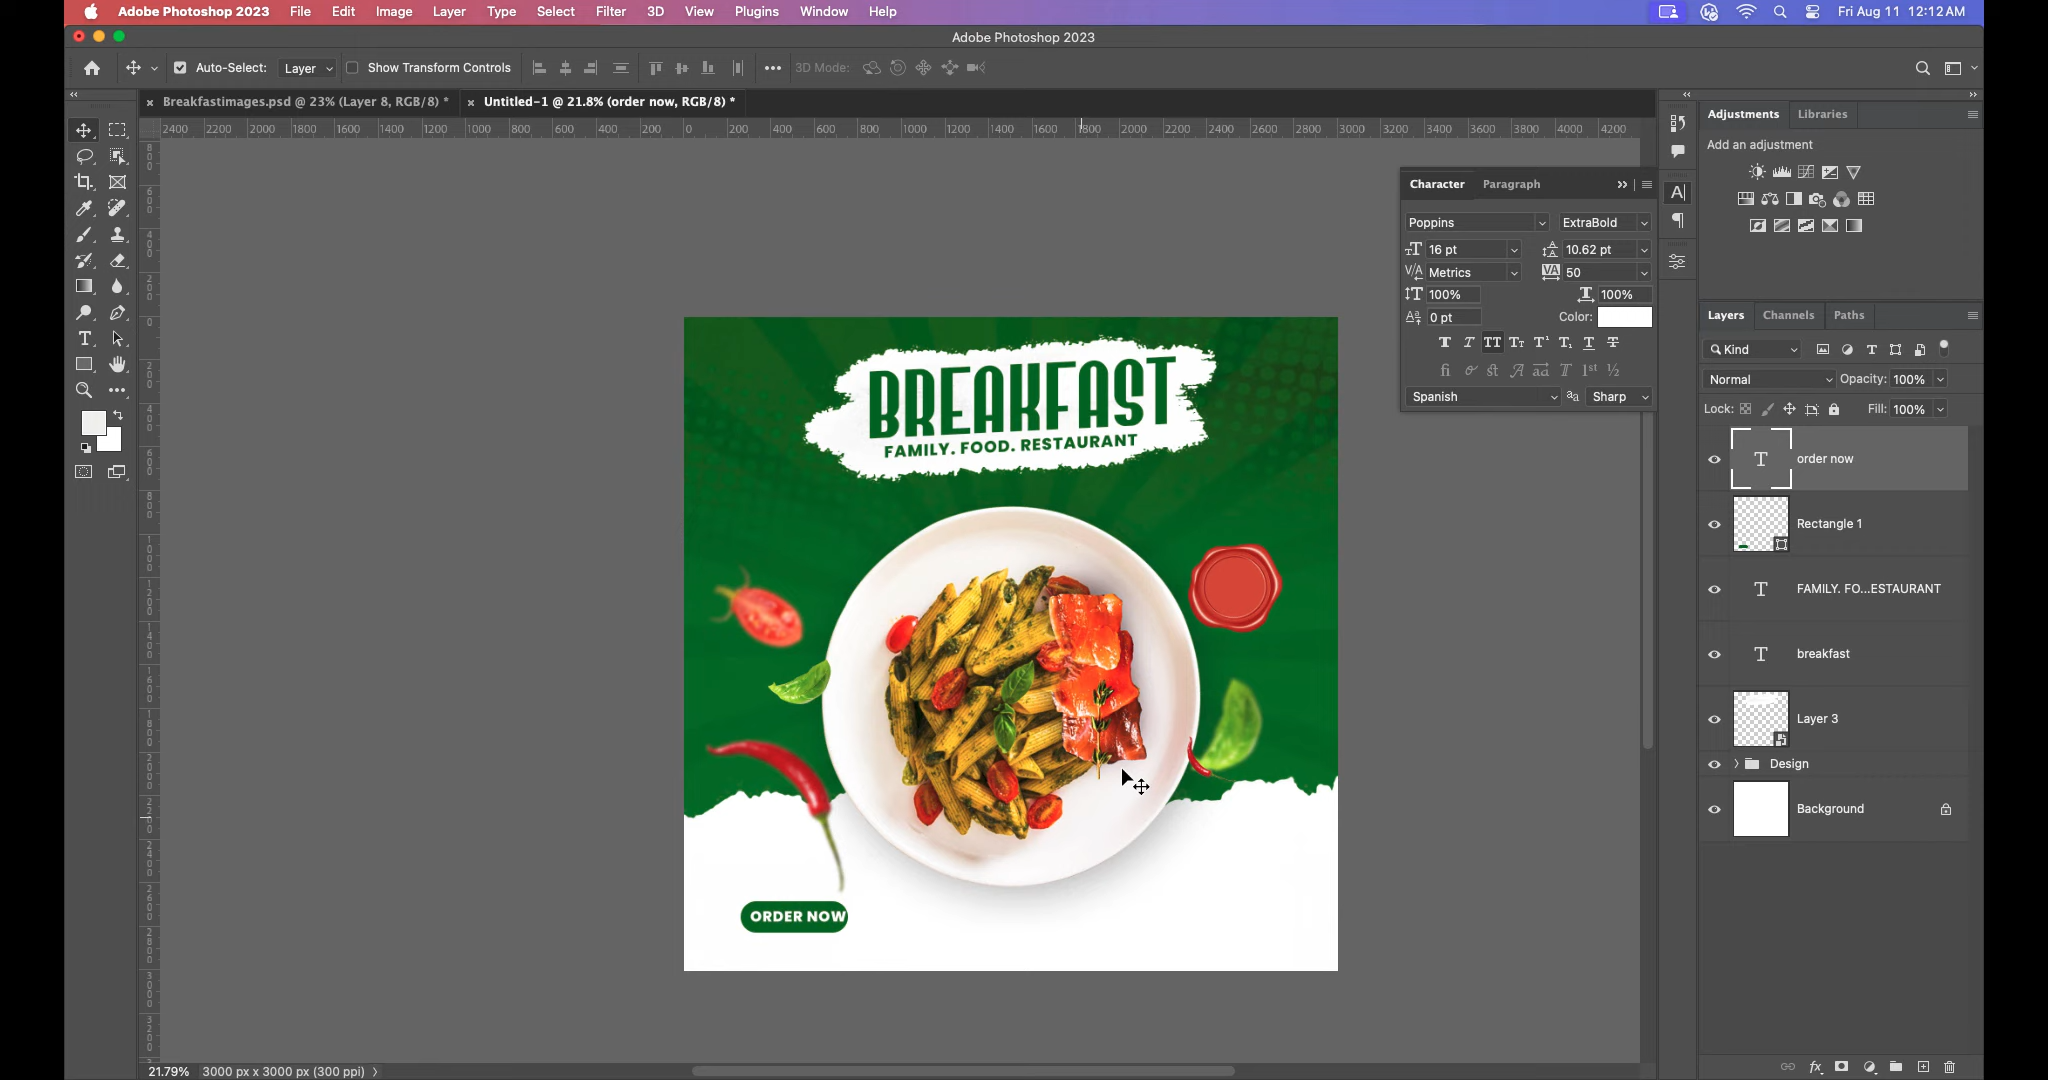 Adobe Photoshop 2023 File Edit Image Layer Type Select Filter 3D View Plugins Window Help Fri Aug 11 12:12 AM
Adobe Photoshop 2023
Auto-Select: Layer Show Transform Controls 3D Mode:
Breakfastimages.psd @ 23% (Layer 8, RGB/8) * Untitled-1 @ 21.8% (order now, RGB/8) *
2400 2200 2000 1800 1600 1400 1200 1000 800 600 400 200 0 200 400 600 800 1000 1200 1400 1600 1800 2000 2200 2400 2600 2800 3000 3200 3400 3600 3800 4000 4200
Adjustments Libraries
Add an adjustment
Character Paragraph
Poppins ExtraBold
16 pt 10.62 pt
Metrics 50
100% 100%
0 pt Color:
Spanish Sharp
Layers Channels Paths
Kind
Normal Opacity: 100%
Lock: Fill: 100%
order now
Rectangle 1
FAMILY. FO...ESTAURANT
breakfast
Layer 3
Design
Background
BREAKFAST
FAMILY. FOOD. RESTAURANT
ORDER NOW
21.79% 3000 px x 3000 px (300 ppi)